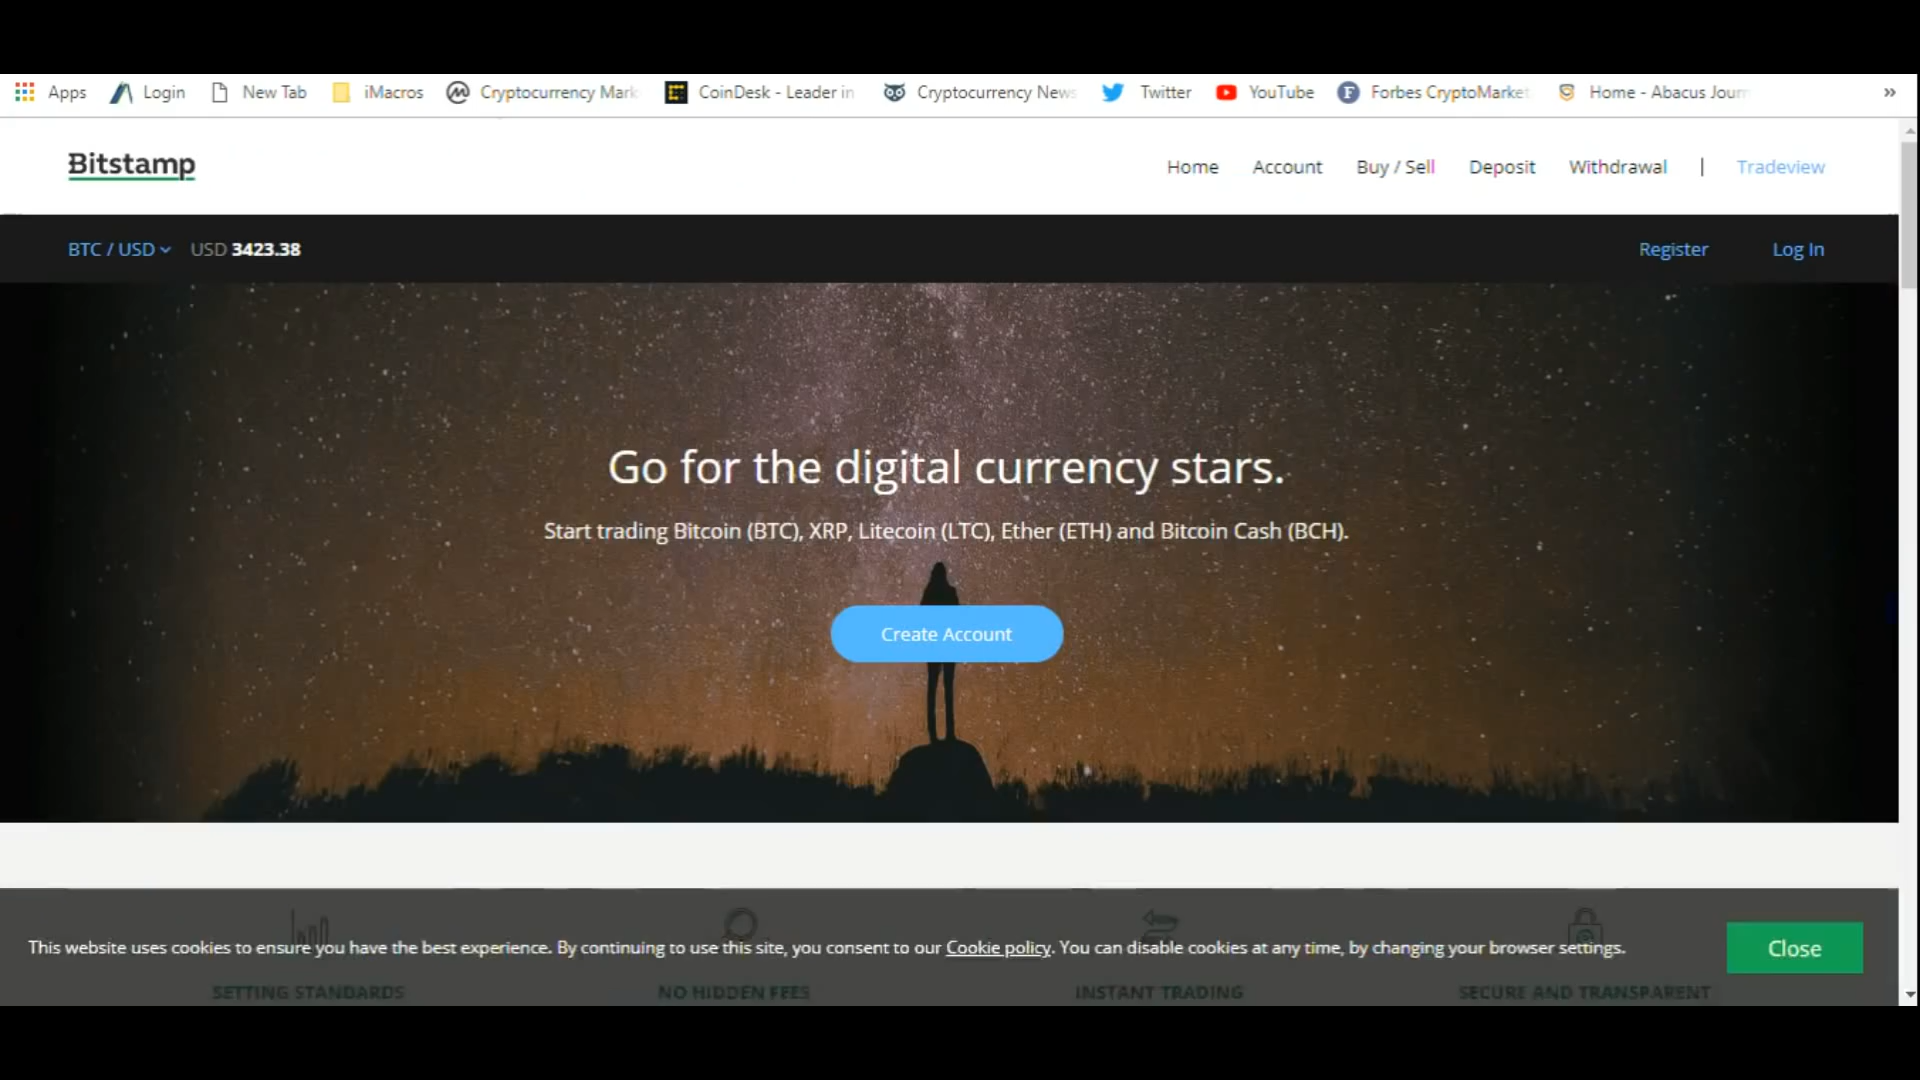 Apps Login New Tab iMacros Cryptocurrency Mark CoinDesk - Leader in Cryptocurrency News Twitter YouTube Forbes CryptoMarket Home - Abacus Journ »
Bitstamp Home Account Buy / Sell Deposit Withdrawal | Tradeview
BTC / USD USD 3423.38 Register Log In
Go for the digital currency stars.
Start trading Bitcoin (BTC), XRP, Litecoin (LTC), Ether (ETH) and Bitcoin Cash (BCH).
Create Account
This website uses cookies to ensure you have the best experience. By continuing to use this site, you consent to our Cookie policy. You can disable cookies at any time, by changing your browser settings. Close
SETTING STANDARDS NO HIDDEN FEES INSTANT TRADING SECURE AND TRANSPARENT